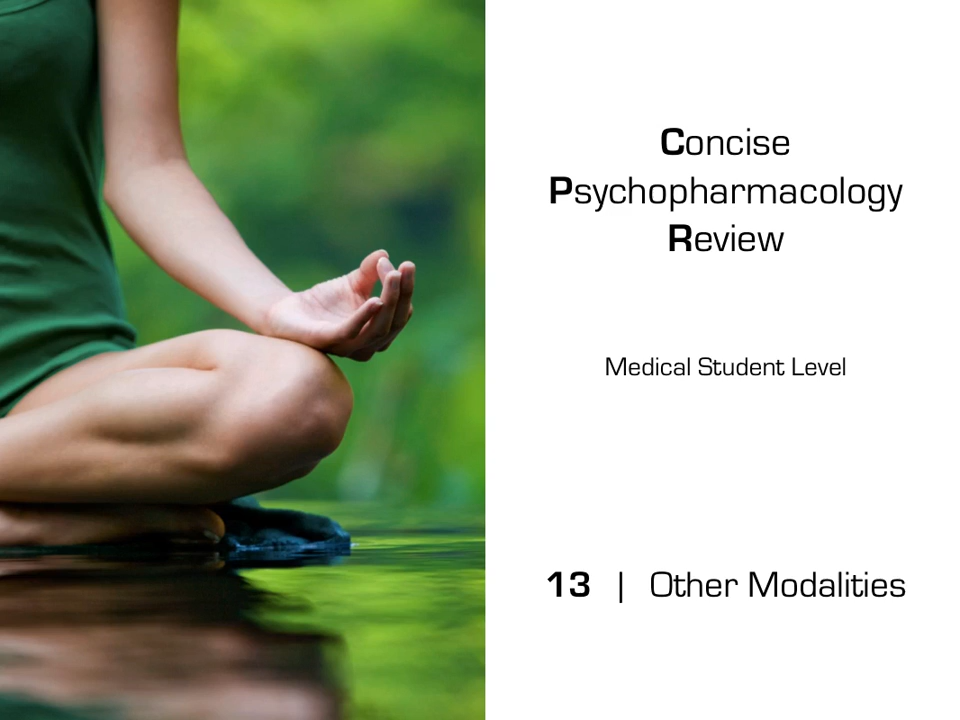 Concise
Psychopharmacology
Review
Medical Student Level
13 | Other Modalities